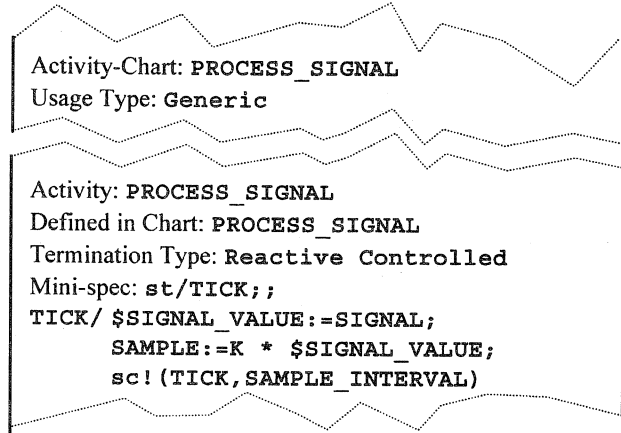 Activity-Chart: PROCESS_SIGNAL
Usage Type: Generic
Activity: PROCESS_SIGNAL
Defined in Chart: PROCESS_SIGNAL
Termination Type: Reactive Controlled
Mini-spec: st/TICK;;
TICK/ $SIGNAL_VALUE:=SIGNAL;
SAMPLE:=K * $SIGNAL_VALUE;
sc!(TICK,SAMPLE_INTERVAL)